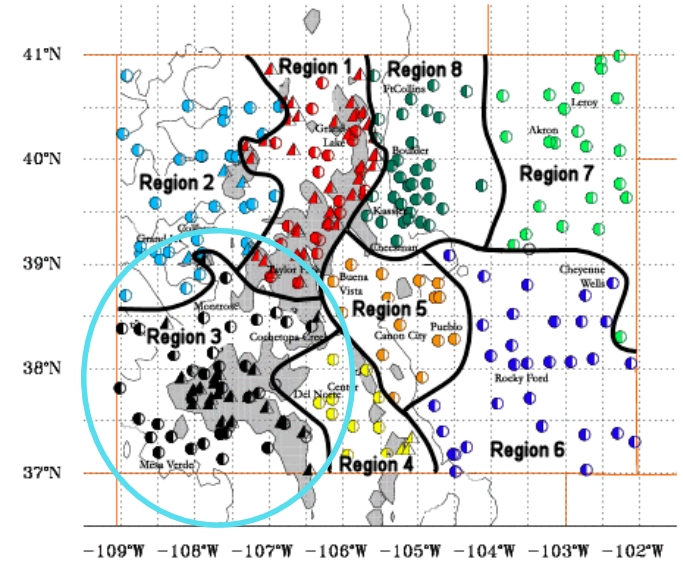 41°N
Region 1
Region 8
FtCollins
Leroy
Grand
Lake
Akron
40°N
Boulder
Region 2
Region 7
Kassler
Cheesman
39°N
Taylor
Buena
Vista
Cheyenne
Wells
Montrose
Region 5
Region 3
Cochetopa Creek
Canon City
Pueblo
38°N
Center
Rocky Ford
Del Norte
Region 6
Mesa Verde
Region 4
37°N
-109°W -108°W -107°W -106°W -105°W -104°W -103°W -102°W